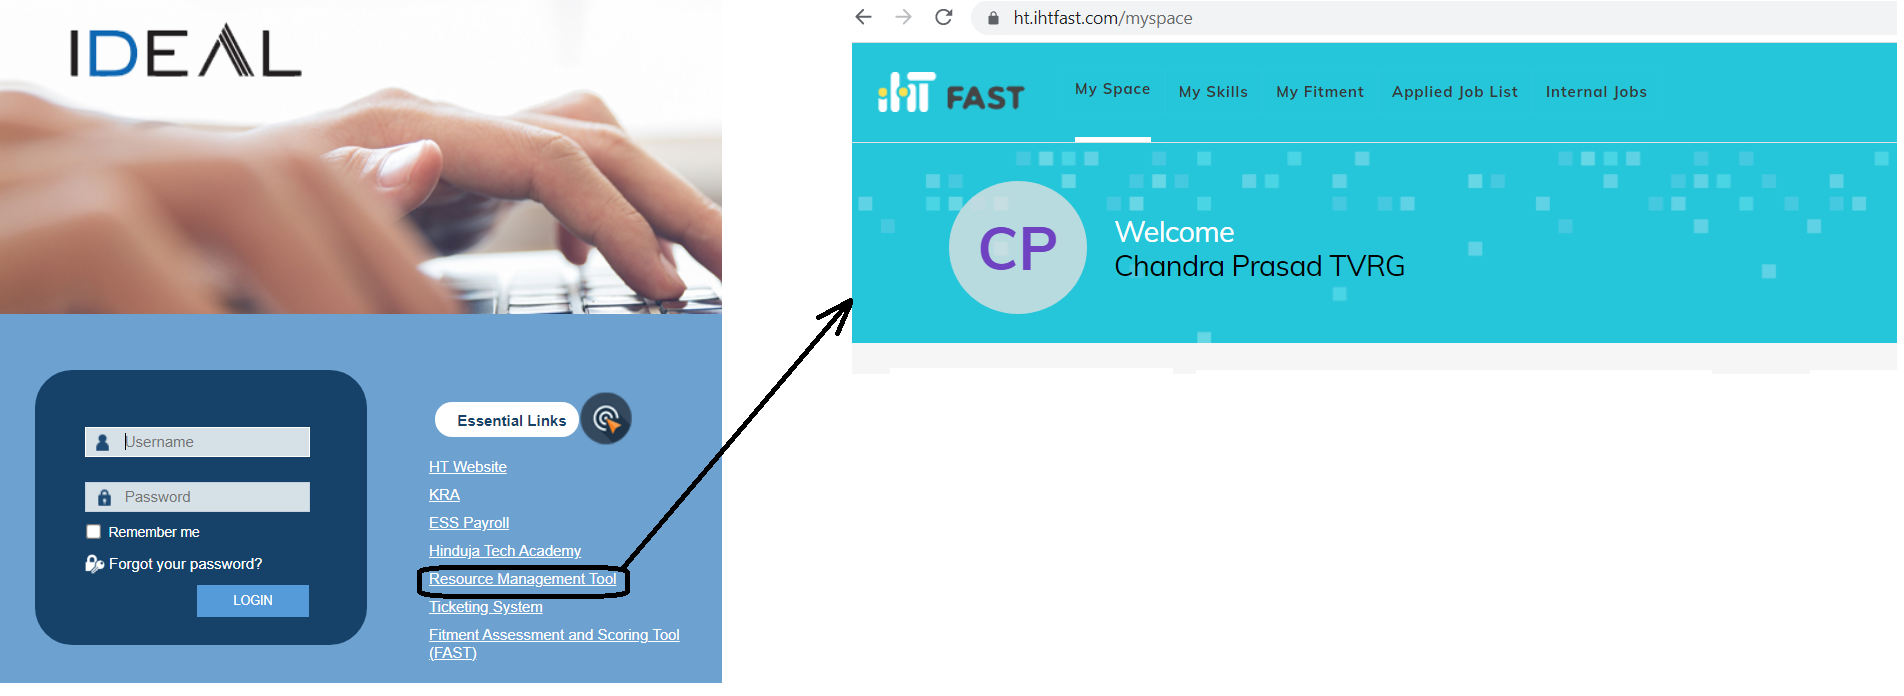 IDEAL
Username
Password
Remember me
Forgot your password?
LOGIN
Essential Links
HT Website
KRA
ESS Payroll
Hinduja Tech Academy
Resource Management Tool
Ticketing System
Fitment Assessment and Scoring Tool
(FAST)
ht.ihtfast.com/myspace
iHT FAST
My Space
My Skills
My Fitment
Applied Job List
Internal Jobs
CP
Welcome
Chandra Prasad TVRG